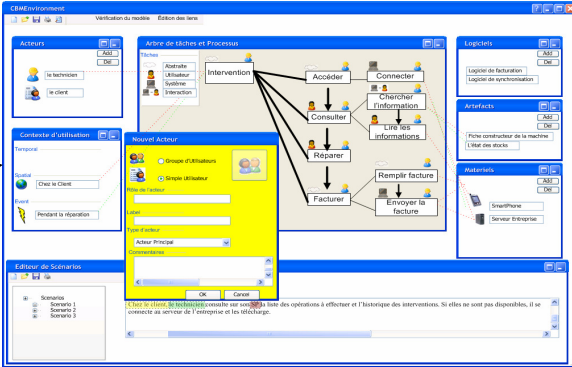 CBMEnvironment
Vérification du modèle Edition des liens
Acteurs
Add
Del
le technicien
le client
Arbre de tâches et Processus
Tâches
Abstraite
Utilisateur
Système
Interaction
Intervention
Accéder
Connecter
Consulter
Chercher
l'information
Lire les
informations
Réparer
Remplir facture
Facturer
Envoyer la
facture
Logiciels
Add
Del
Logiciel de facturation
Logiciel de synchronisation
Artefacts
Add
Del
Fiche constructeur de la machine
L'état des stocks
Materiels
Add
Del
SmartPhone
Serveur Entreprise
Contexte d'utilisation
Temporal
Spatial
Chez le Client
Event
Pendant la réparation
Nouvel Acteur
Groupe d'Utilisateurs
Simple Utilisateur
Rôle de l'acteur
Label
Type d'acteur
Acteur Principal
Commentaires
OK
Cancel
Editeur de Scénarios
Scenarios
Scenario 1
Scenario 2
Scenario 3
Chez le client, le technicien consulte sur son SP la liste des opérations à effectuer et l'historique des interventions. Si elles ne sont pas disponibles, il se
connecte au serveur de l'entreprise et les télécharge.